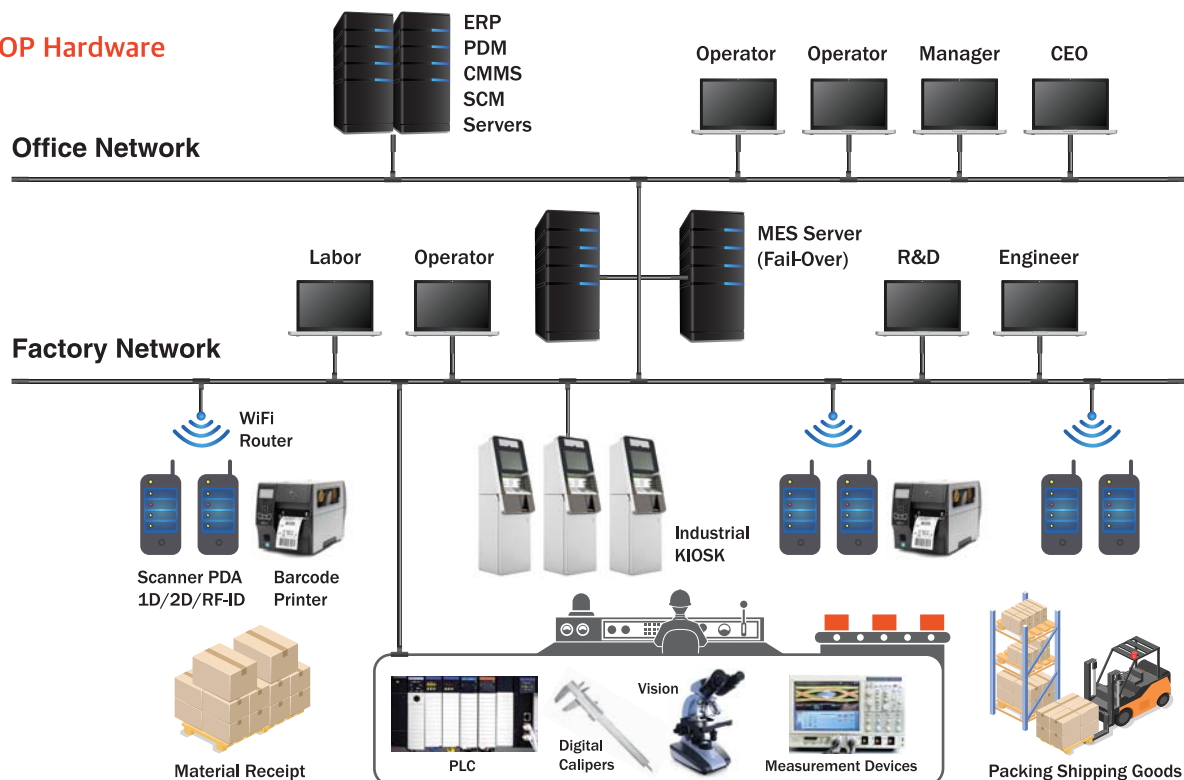 OP Hardware
ERP
PDM
CMMS
SCM
Servers
Operator
Operator
Manager
CEO
Office Network
Labor
Operator
MES Server
(Fail-Over)
R&D
Engineer
Factory Network
WiFi
Router
Scanner PDA
1D/2D/RF-ID
Barcode
Printer
Industrial
KIOSK
Material Receipt
PLC
Digital
Calipers
Vision
Measurement Devices
Packing Shipping Goods